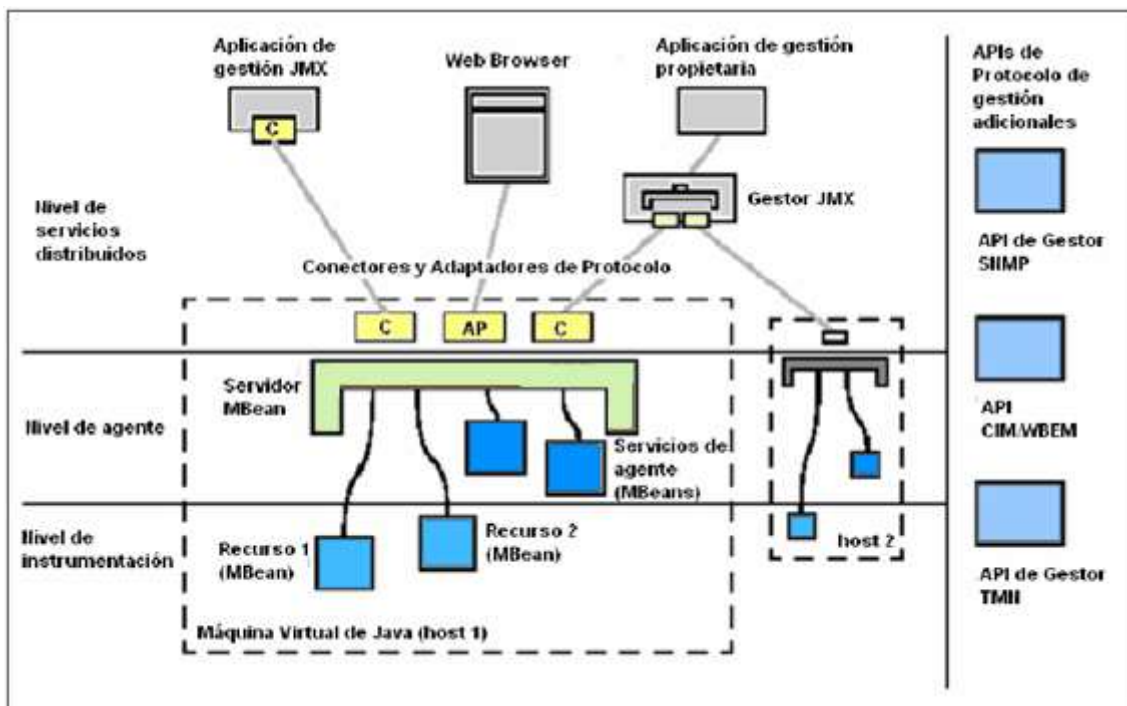 Aplicación de
gestión JMX
C
Web Browser
Aplicación de gestión
propietaria
Gestor JMX
Nivel de
servicios
distribuidos
Conectores y Adaptadores de Protocolo
C
AP
C
Servidor
MBean
Nivel de agente
Servicios de
agente
(MBeans)
Nivel de
instrumentación
Recurso 1
(MBean)
Recurso 2
(MBean)
host 2
Máquina Virtual de Java (host 1)
APIs de
Protocolo de
gestión
adicionales
API de Gestor
SNMP
API
CIM/WBEM
API de Gestor
TMN